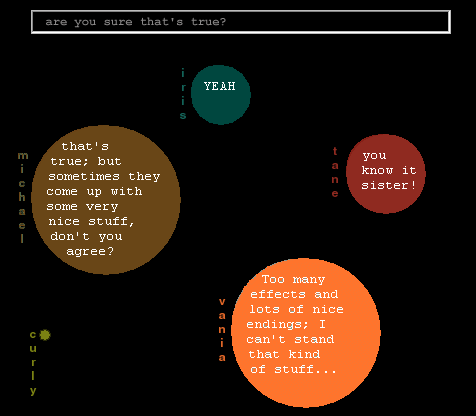 are you sure that's true?
iris
YEAH
michael
that's
true; but
sometimes they
come up with
some very
nice stuff,
don't you
agree?
tane
you
know it
sister!
vania
Too many
effects and
lots of nice
endings; I
can't stand
that kind
of stuff...
curly